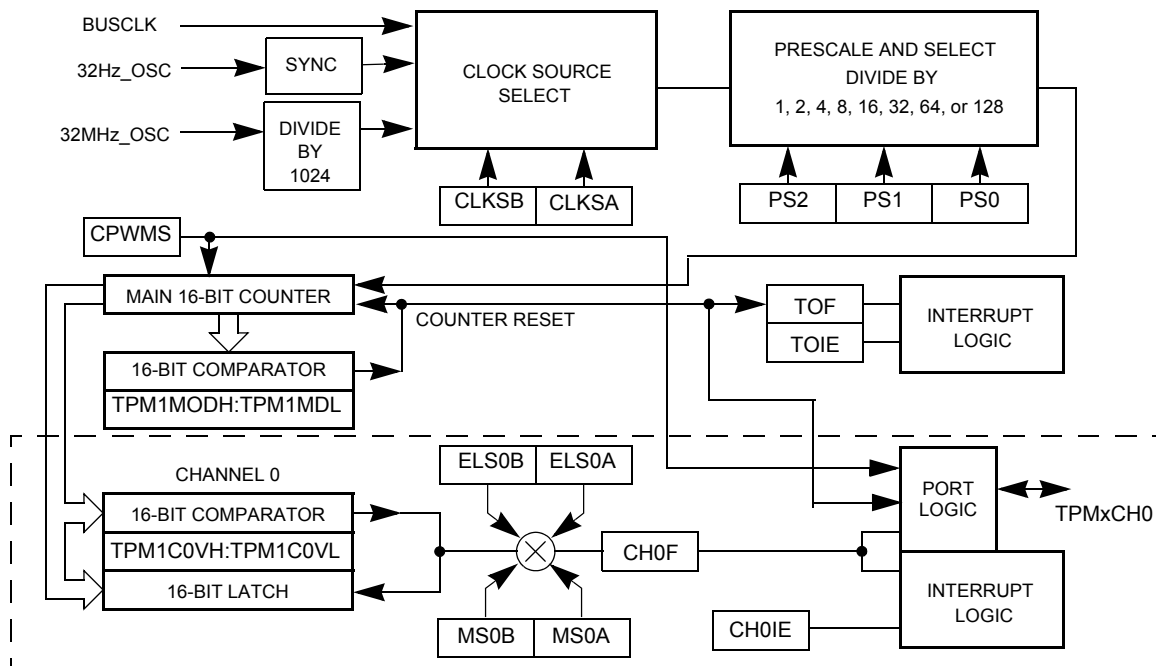 BUSCLK
32Hz_OSC
SYNC
32MHz_OSC
DIVIDE
BY
1024
CLOCK SOURCE
SELECT
PRESCALE AND SELECT
DIVIDE BY
1, 2, 4, 8, 16, 32, 64, or 128
CLKSB
CLKSA
PS2
PS1
PS0
CPWMS
MAIN 16-BIT COUNTER
COUNTER RESET
TOF
TOIE
INTERRUPT
LOGIC
16-BIT COMPARATOR
TPM1MODH:TPM1MDL
CHANNEL 0
ELS0B
ELS0A
16-BIT COMPARATOR
TPM1C0VH:TPM1C0VL
16-BIT LATCH
CH0F
PORT
LOGIC
TPMxCH0
MS0B
MS0A
CH0IE
INTERRUPT
LOGIC